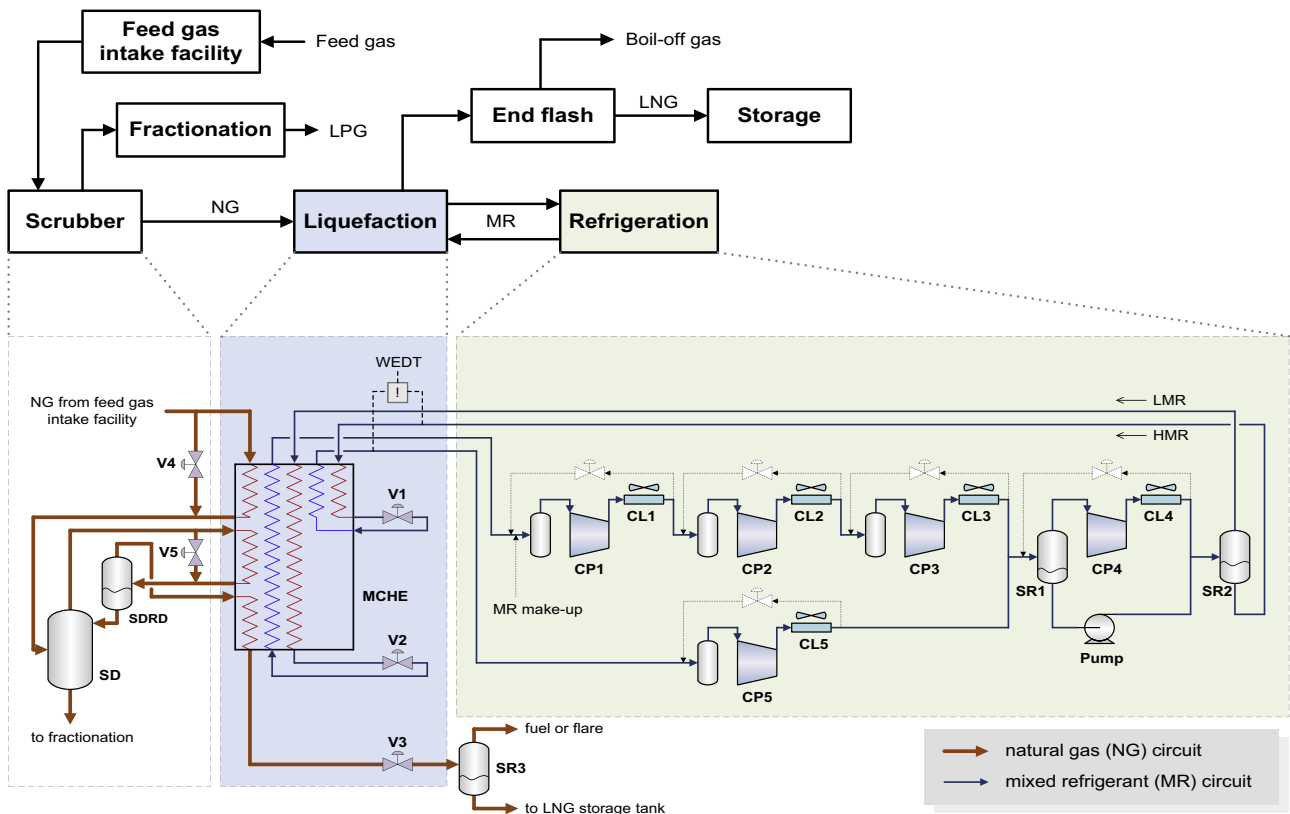 Feed gas
intake facility
Feed gas
Boil-off gas
Fractionation
LPG
End flash
LNG
Storage
Scrubber
NG
Liquefaction
MR
Refrigeration
WEDT
!
NG from feed gas
intake facility
LMR
HMR
V4
V1
CL1
CL2
CL3
CL4
V5
CP1
CP2
CP3
SR1
CP4
SR2
MCHE
MR make-up
SDRD
V2
CL5
Pump
SD
CP5
to fractionation
V3
fuel or flare
SR3
to LNG storage tank
natural gas (NG) circuit
mixed refrigerant (MR) circuit